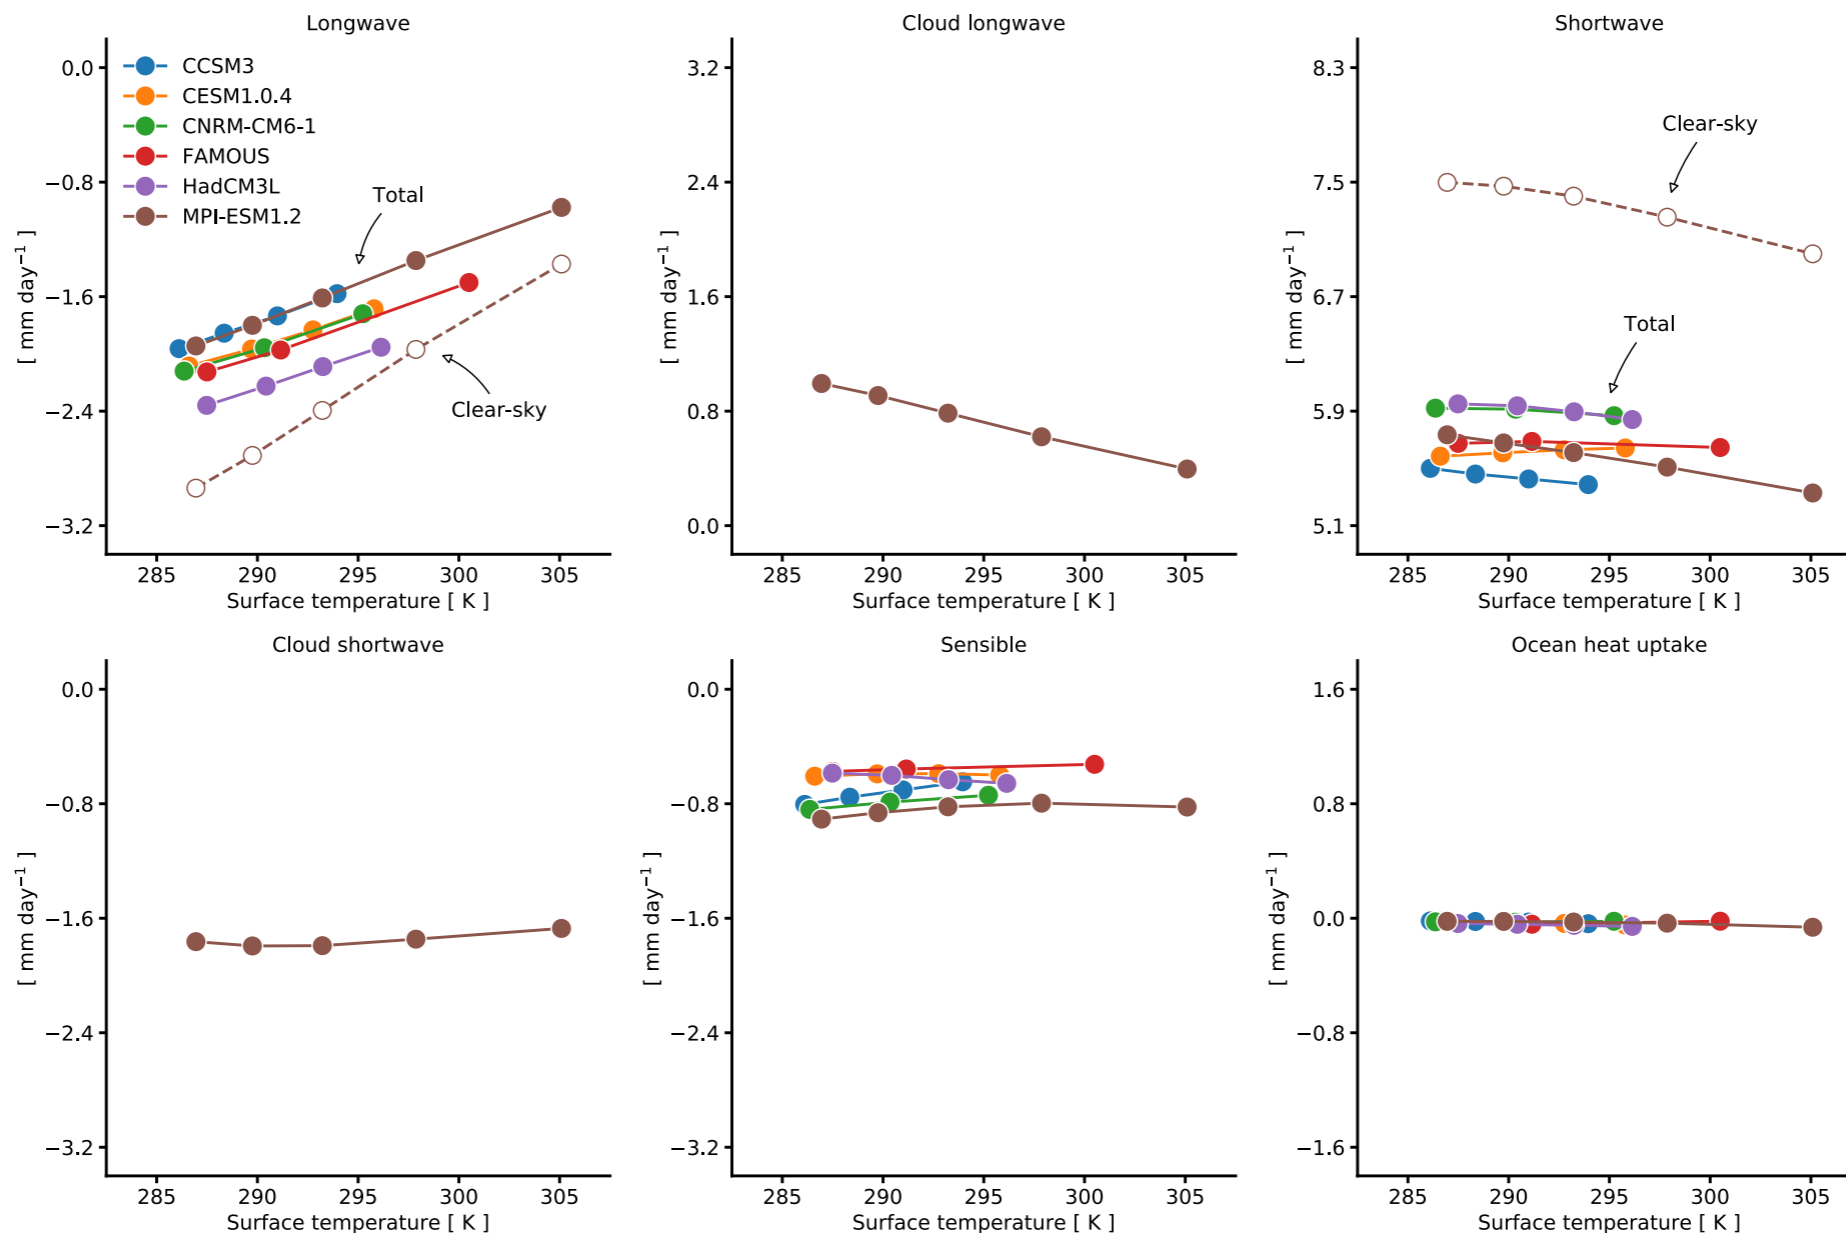 Longwave
0.0
−0.8
−1.6
−2.4
−3.2
[ mm day⁻¹ ]
CCSM3
CESM1.0.4
CNRM-CM6-1
FAMOUS
HadCM3L
MPI-ESM1.2
Total
Clear-sky
285 290 295 300 305
Surface temperature [ K ]
Cloud longwave
3.2
2.4
1.6
0.8
0.0
[ mm day⁻¹ ]
285 290 295 300 305
Surface temperature [ K ]
Shortwave
8.3
7.5
6.7
5.9
5.1
[ mm day⁻¹ ]
Clear-sky
Total
285 290 295 300 305
Surface temperature [ K ]
Cloud shortwave
0.0
−0.8
−1.6
−2.4
−3.2
[ mm day⁻¹ ]
285 290 295 300 305
Surface temperature [ K ]
Sensible
0.0
−0.8
−1.6
−2.4
−3.2
[ mm day⁻¹ ]
285 290 295 300 305
Surface temperature [ K ]
Ocean heat uptake
1.6
0.8
0.0
−0.8
−1.6
[ mm day⁻¹ ]
285 290 295 300 305
Surface temperature [ K ]